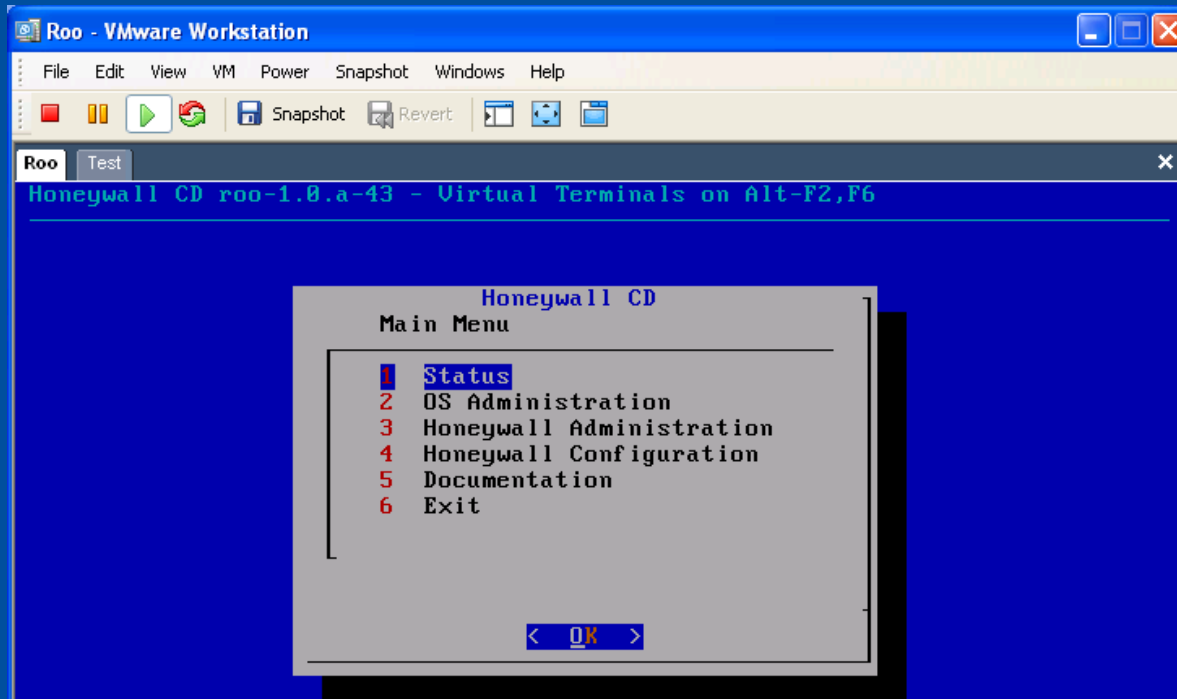 Roo - VMware Workstation
File Edit View VM Power Snapshot Windows Help
Snapshot Revert
Roo Test
Honeywall CD roo-1.0.a-43 - Virtual Terminals on Alt-F2,F6
Honeywall CD
Main Menu
1 Status
2 OS Administration
3 Honeywall Administration
4 Honeywall Configuration
5 Documentation
6 Exit
< OK >